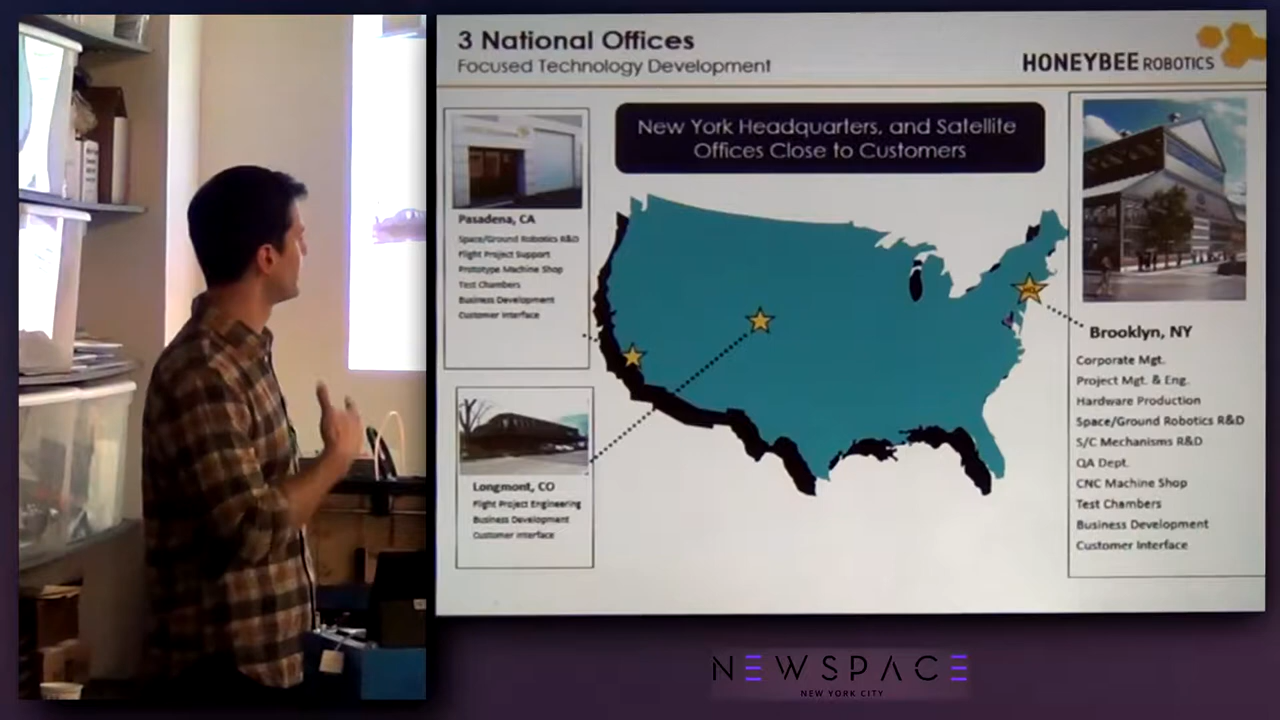 3 National Offices
Focused Technology Development
HONEYBEE ROBOTICS
New York Headquarters, and Satellite
Offices Close to Customers
Pasadena, CA
Space/Ground Robotics R&D
Flight Project Support
Prototype Machine Shop
Test Chambers
Business Development
Customer Interface
Longmont, CO
Flight Project Engineering
Business Development
Customer Interface
HQ
Brooklyn, NY
Corporate Mgt.
Project Mgt. & Eng.
Hardware Production
Space/Ground Robotics R&D
S/C Mechanisms R&D
QA Dept.
CNC Machine Shop
Test Chambers
Business Development
Customer Interface
NEWSPACE
NEW YORK CITY